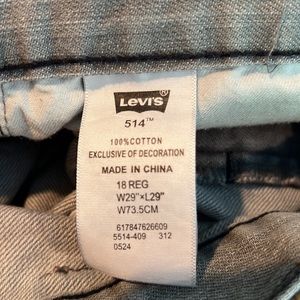 Levi's®
514™
100%COTTON
EXCLUSIVE OF DECORATION
MADE IN CHINA
18 REG
W29"×L29"
W73.5CM
617847626609
5514-409 312
0524